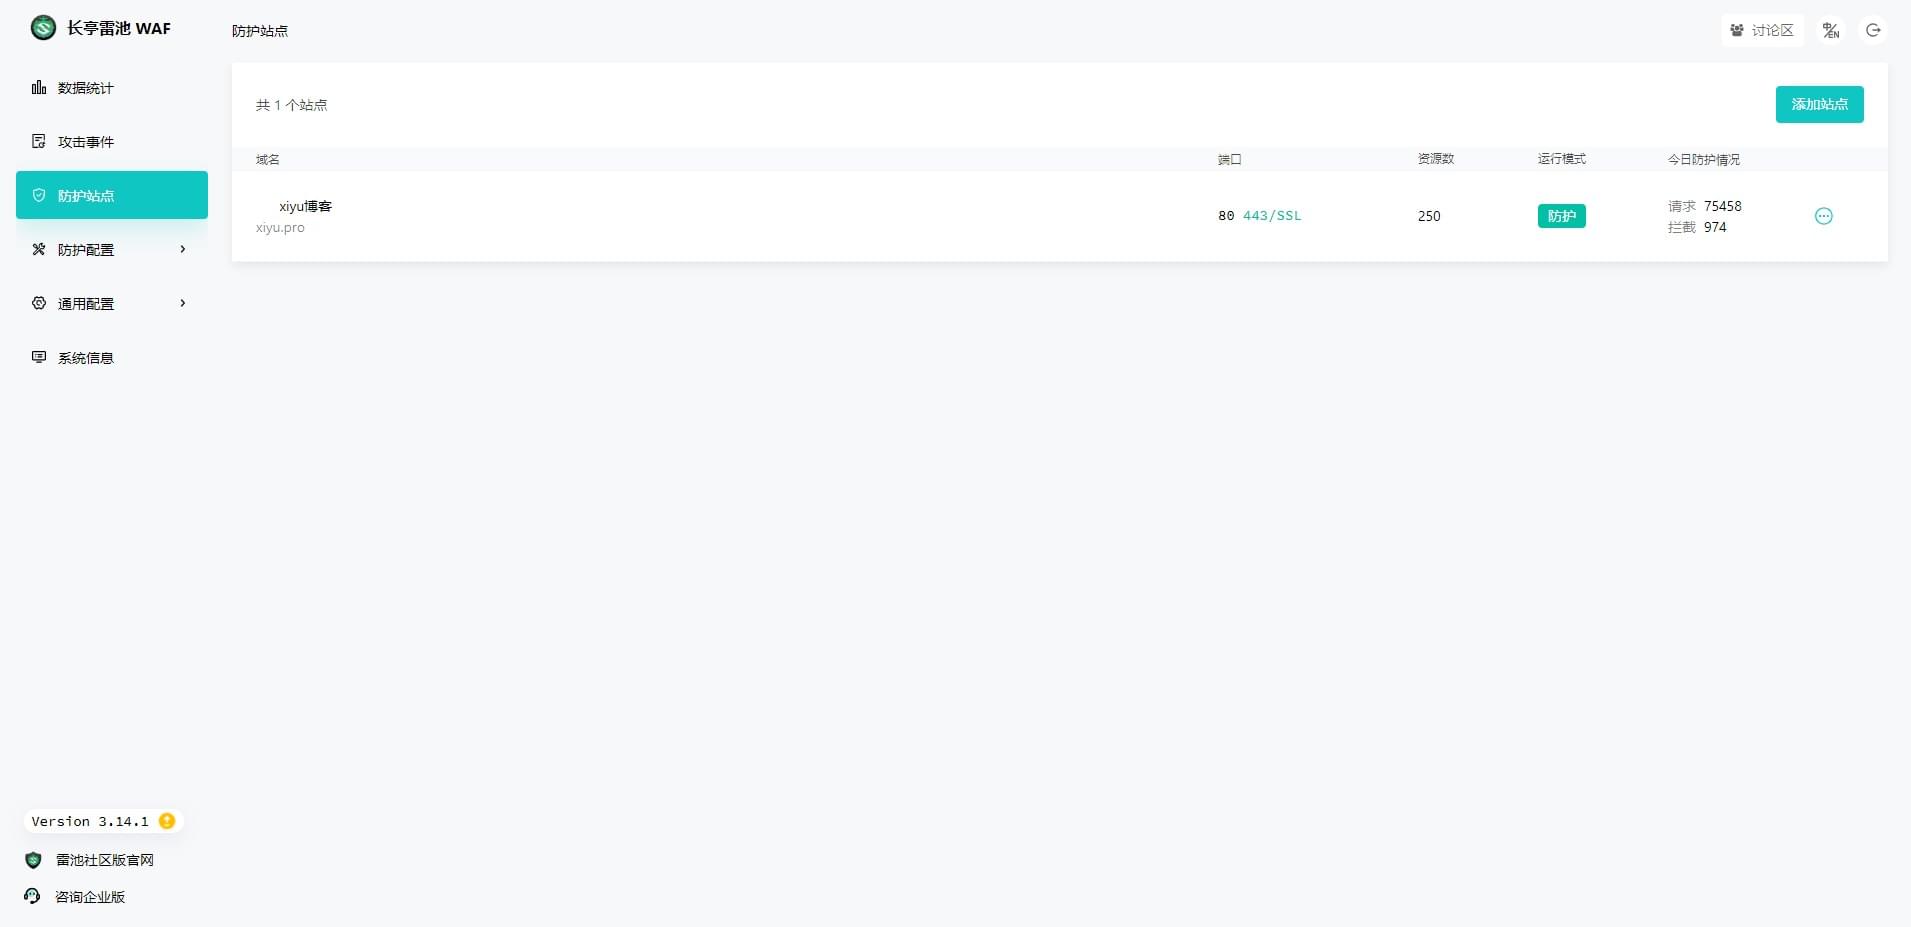 长亭雷池 WAF
防护站点
讨论区
中/EN
数据统计
攻击事件
防护站点
防护配置
通用配置
系统信息
共 1 个站点
添加站点
域名 端口 资源数 运行模式 今日防护情况
xiyu博客
xiyu.pro
80 443/SSL
250
防护
请求 75458
拦截 974
Version 3.14.1
雷池社区版官网
咨询企业版